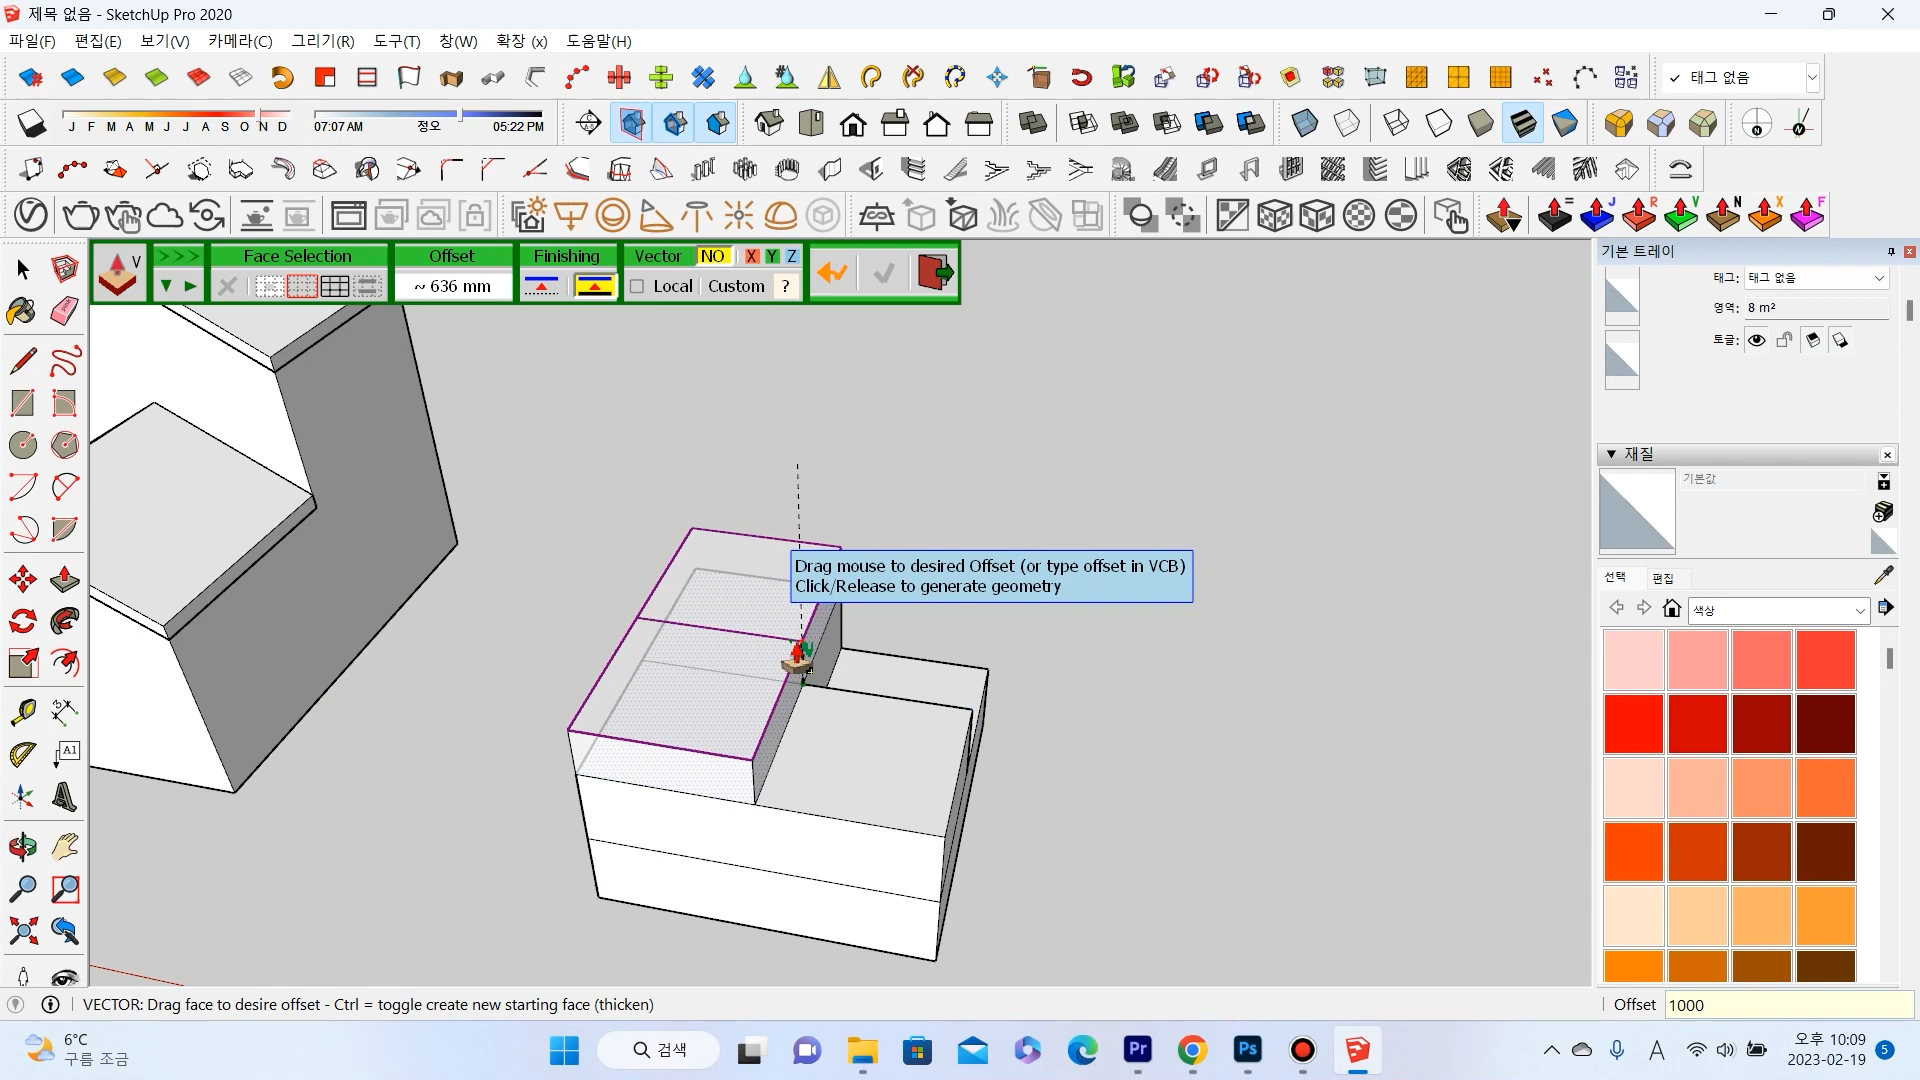 제목 없음 - SketchUp Pro 2020
파일(F) 편집(E) 보기(V) 카메라(C) 그리기(R) 도구(T) 창(W) 확장 (x) 도움말(H)
태그 없음
J F M A M J J A S O N D
07:07 AM 정오 05:22 PM
= J R V N X F
V >>> Face Selection Offset Finishing Vector NO X Y Z
~ 636 mm Local Custom ?
기본 트레이
태그: 태그 없음
영역: 8 m²
토글:
재질
기본값
선택 편집
색상
A1
Drag mouse to desired Offset (or type offset in VCB)
Click/Release to generate geometry
VECTOR: Drag face to desire offset - Ctrl = toggle create new starting face (thicken)
Offset 1000
6°C
구름 조금
검색
Pr
Ps
A
오후 10:09
2023-02-19
5